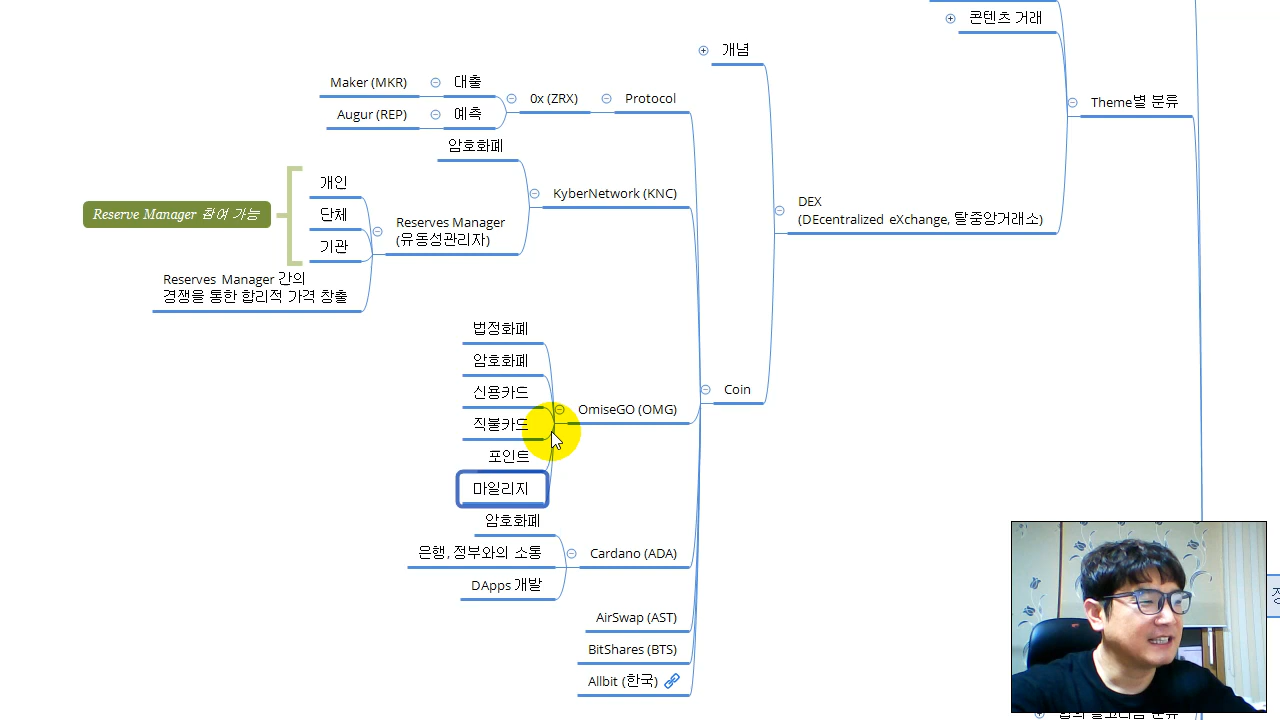 콘텐츠 거래
개념
Theme별 분류
Maker (MKR)
대출
0x (ZRX)
Protocol
Augur (REP)
예측
암호화폐
개인
KyberNetwork (KNC)
Reserve Manager 참여 가능
단체
Reserves Manager
(유동성관리자)
DEX
(DEcentralized eXchange, 탈중앙거래소)
기관
Reserves Manager 간의
경쟁을 통한 합리적 가격 창출
법정화폐
암호화폐
신용카드
OmiseGO (OMG)
Coin
직불카드
포인트
마일리지
암호화폐
은행, 정부와의 소통
Cardano (ADA)
DApps 개발
AirSwap (AST)
BitShares (BTS)
Allbit (한국)